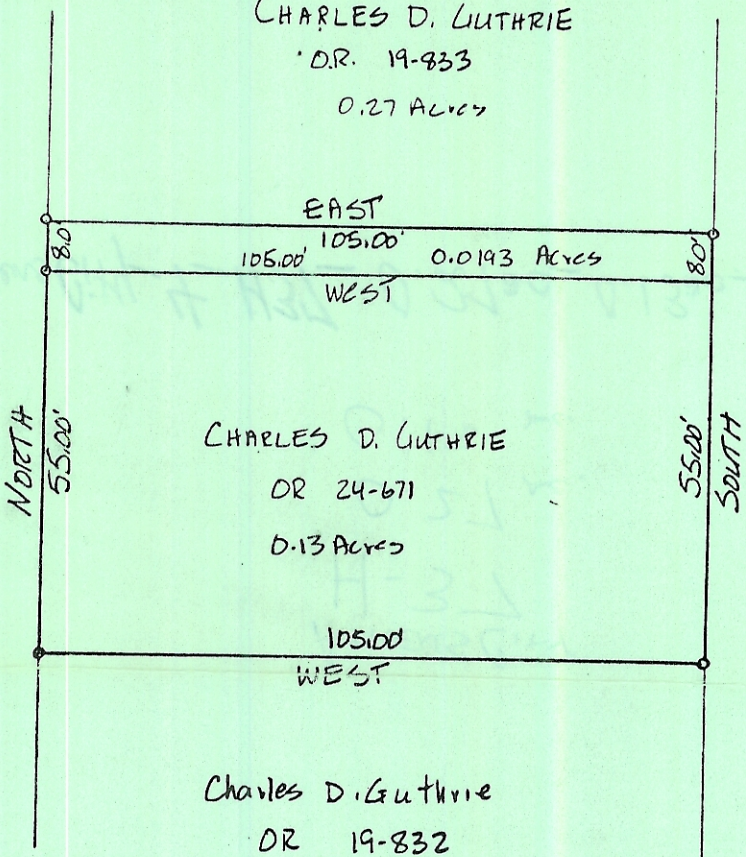 CHARLES D. GUTHRIE
O.R. 19-833
0.27 Acres
EAST
105.00'
8.0'
105.00'
0.0193 Acres
8.0'
WEST
NORTH
55.00'
CHARLES D. GUTHRIE
OR 24-671
0.13 Acres
55.00'
SOUTH
105.00
WEST
Charles D. Guthrie
OR 19-832